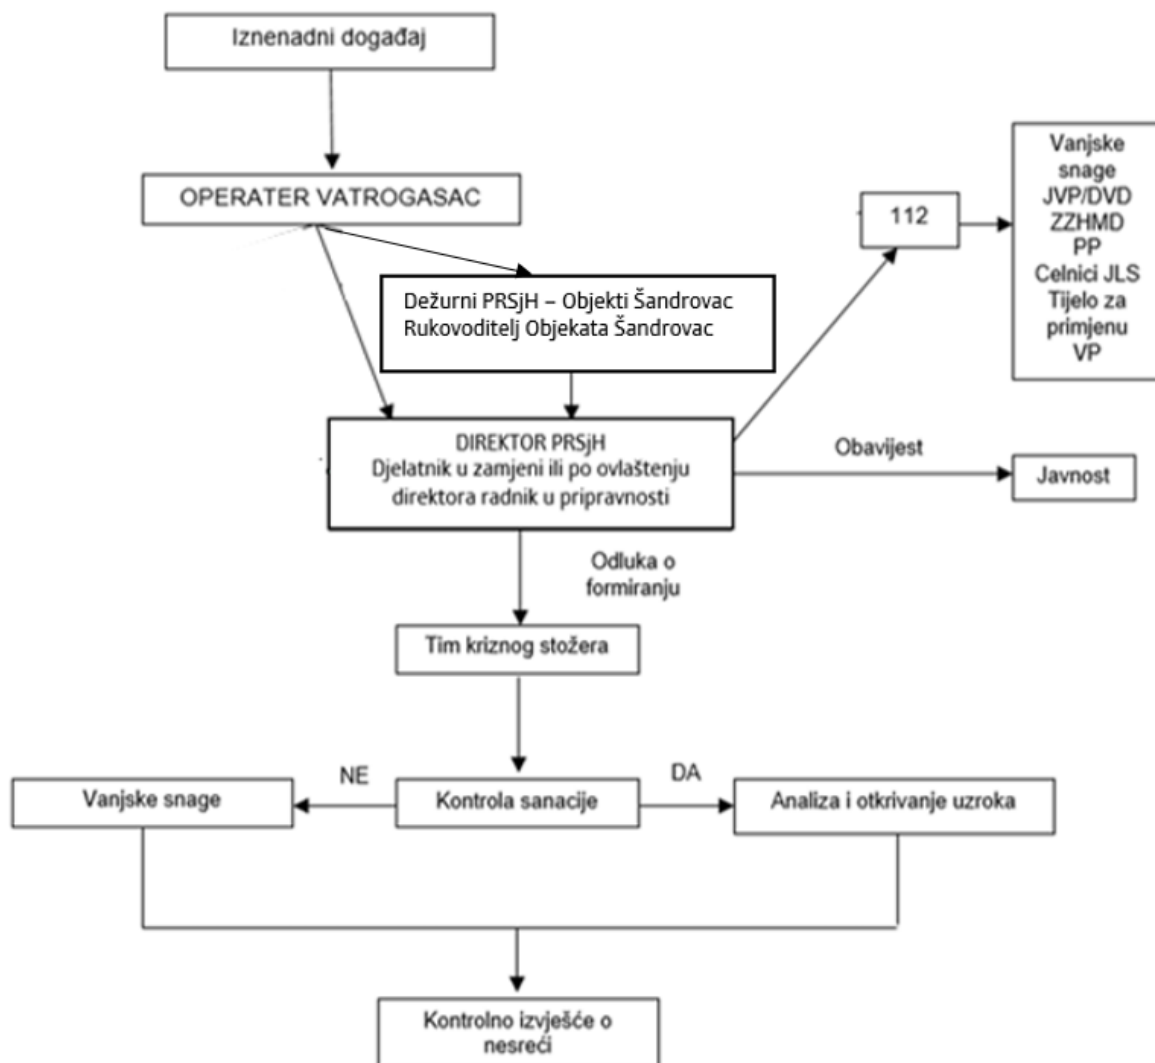 Iznenadni događaj
OPERATER VATROGASAC
Dežurni PRSjH – Objekti Šandrovac
Rukovoditelj Objekata Šandrovac
112
Vanjske
snage
JVP/DVD
ZZHMD
PP
Čelnici JLS
Tijelo za
primjenu
VP
DIREKTOR PRSjH
Djelatnik u zamjeni ili po ovlaštenju
direktora radnik u pripravnosti
Obavijest
Javnost
Odluka o
formiranju
Tim kriznog stožera
Vanjske snage
NE
Kontrola sanacije
DA
Analiza i otkrivanje uzroka
Kontrolno izvješće o
nesreći